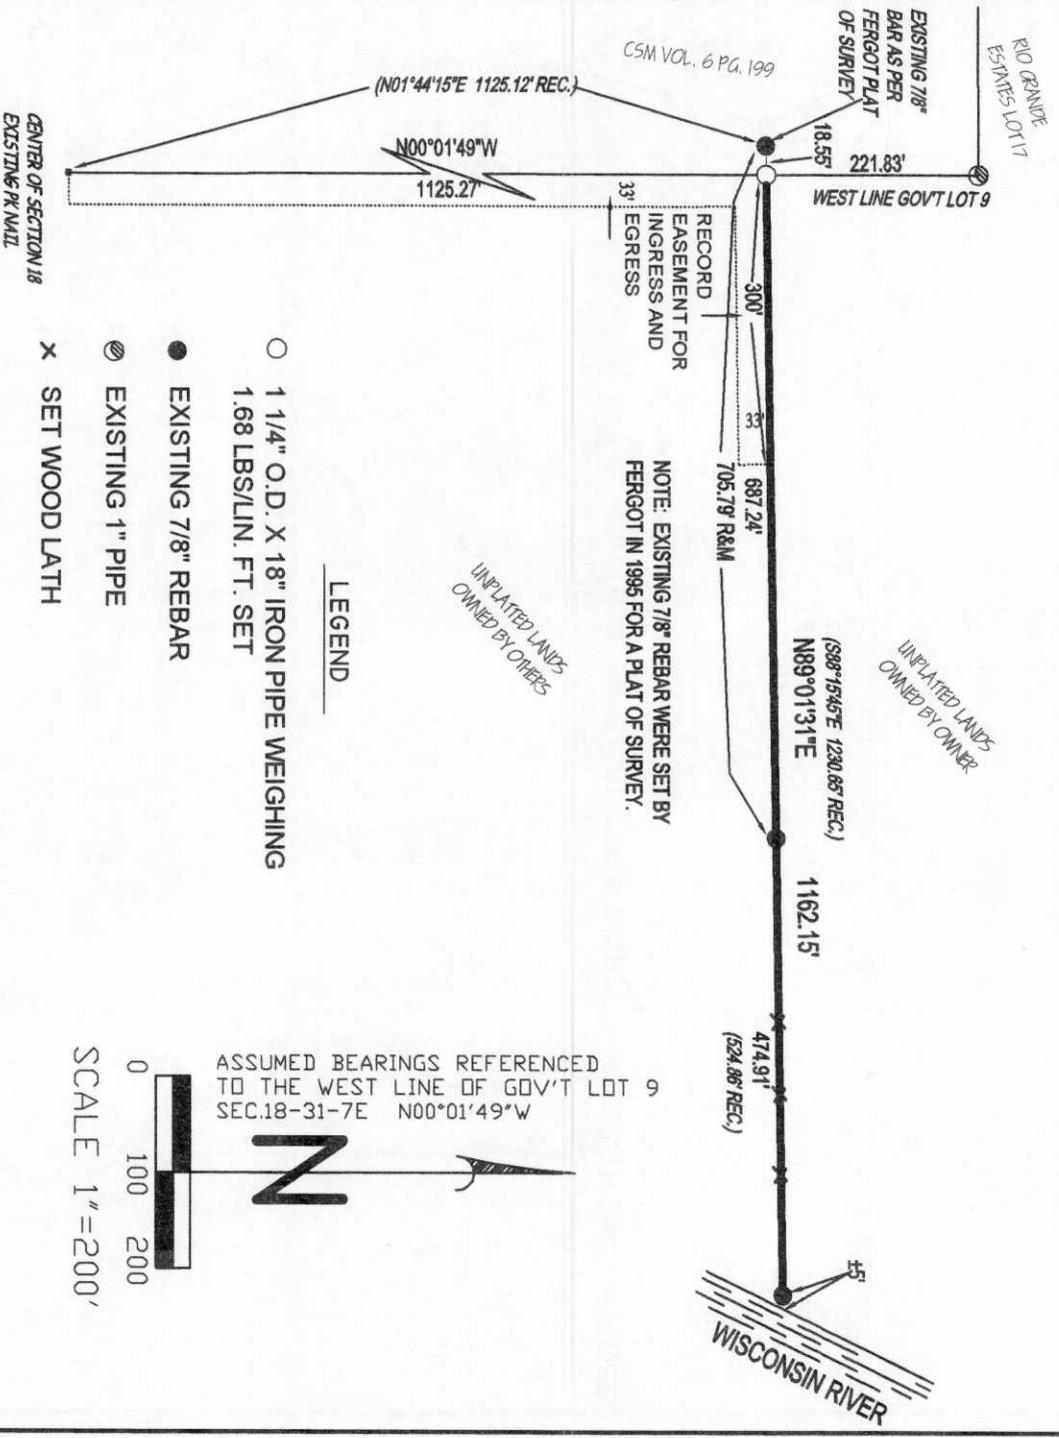 RIO GRANDE
ESTATES LOT 17
EXISTING 7/8"
BAR AS PER
FERGOT PLAT
OF SURVEY
CSM VOL. 6 PG. 199
(N01°44'15"E 1125.12' REC.)
N00°01'49"W
1125.27'
18.55'
221.83'
WEST LINE GOV'T LOT 9
33'
RECORD
EASEMENT FOR
INGRESS AND
EGRESS
300'
33'
687.24'
705.79' R&M
CENTER OF SECTION 18
EXISTING PK NAIL
UNPLATTED LANDS
OWNED BY OWNER
(S88°15'45"E 1230.65' REC.)
N89°01'31"E
1162.15'
474.91'
(524.86' REC.)
±5'
WISCONSIN RIVER
NOTE: EXISTING 7/8" REBAR WERE SET BY
FERGOT IN 1995 FOR A PLAT OF SURVEY.
UNPLATTED LANDS
OWNED BY OTHERS
LEGEND
1 1/4" O.D. X 18" IRON PIPE WEIGHING
1.68 LBS/LIN. FT. SET
EXISTING 7/8" REBAR
EXISTING 1" PIPE
X SET WOOD LATH
ASSUMED BEARINGS REFERENCED
TO THE WEST LINE OF GOV'T LOT 9
SEC.18-31-7E N00°01'49"W
N
0 100 200
SCALE 1"=200'